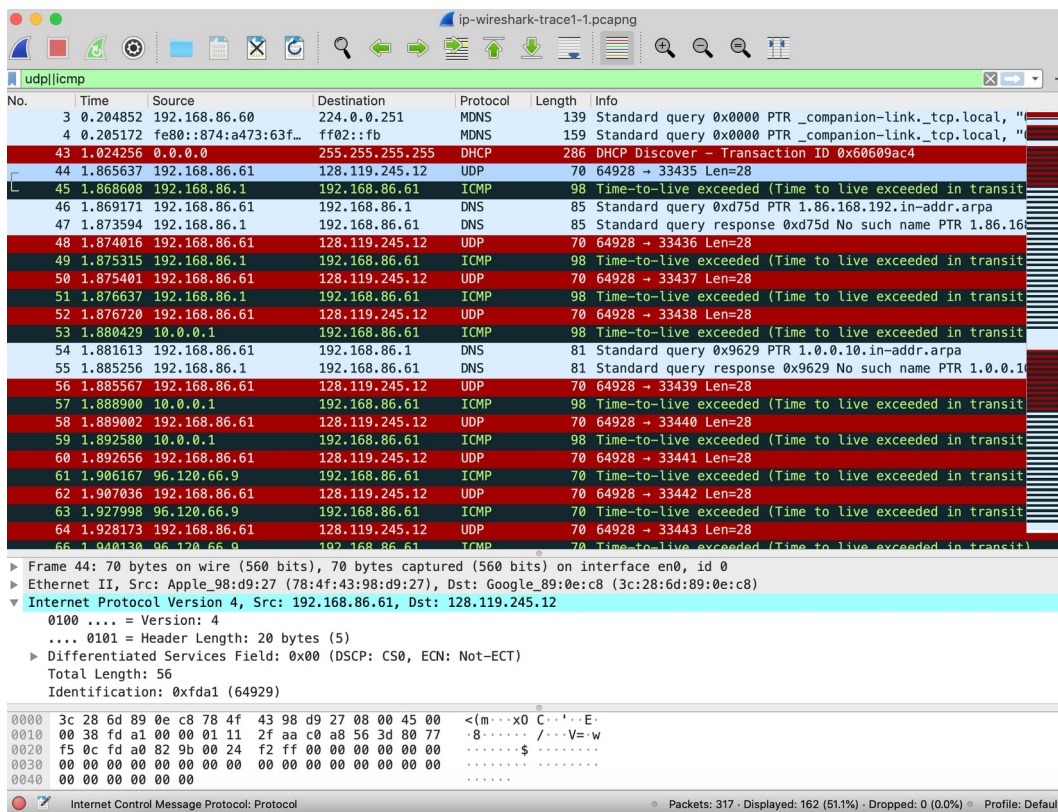 ip-wireshark-trace1-1.pcapng
udp||icmp
No. Time Source Destination Protocol Length Info
3 0.204852 192.168.86.60 224.0.0.251 MDNS 139 Standard query 0x0000 PTR _companion-link._tcp.local,
4 0.205172 fe80::874:a473:63f… ff02::fb MDNS 159 Standard query 0x0000 PTR _companion-link._tcp.local,
43 1.024256 0.0.0.0 255.255.255.255 DHCP 286 DHCP Discover – Transaction ID 0x60609ac4
44 1.865637 192.168.86.61 128.119.245.12 UDP 70 64928 → 33435 Len=28
45 1.868608 192.168.86.1 192.168.86.61 ICMP 98 Time-to-live exceeded (Time to live exceeded in transit
46 1.869171 192.168.86.61 192.168.86.1 DNS 85 Standard query 0xd75d PTR 1.86.168.192.in-addr.arpa
47 1.873594 192.168.86.1 192.168.86.61 DNS 85 Standard query response 0xd75d No such name PTR 1.86.16
48 1.874016 192.168.86.61 128.119.245.12 UDP 70 64928 → 33436 Len=28
49 1.875315 192.168.86.1 192.168.86.61 ICMP 98 Time-to-live exceeded (Time to live exceeded in transit
50 1.875401 192.168.86.61 128.119.245.12 UDP 70 64928 → 33437 Len=28
51 1.876637 192.168.86.1 192.168.86.61 ICMP 98 Time-to-live exceeded (Time to live exceeded in transit
52 1.876720 192.168.86.61 128.119.245.12 UDP 70 64928 → 33438 Len=28
53 1.880429 10.0.0.1 192.168.86.61 ICMP 98 Time-to-live exceeded (Time to live exceeded in transit
54 1.881613 192.168.86.61 192.168.86.1 DNS 81 Standard query 0x9629 PTR 1.0.0.10.in-addr.arpa
55 1.885256 192.168.86.1 192.168.86.61 DNS 81 Standard query response 0x9629 No such name PTR 1.0.0.1
56 1.885567 192.168.86.61 128.119.245.12 UDP 70 64928 → 33439 Len=28
57 1.888900 10.0.0.1 192.168.86.61 ICMP 98 Time-to-live exceeded (Time to live exceeded in transit
58 1.889002 192.168.86.61 128.119.245.12 UDP 70 64928 → 33440 Len=28
59 1.892580 10.0.0.1 192.168.86.61 ICMP 98 Time-to-live exceeded (Time to live exceeded in transit
60 1.892656 192.168.86.61 128.119.245.12 UDP 70 64928 → 33441 Len=28
61 1.906167 96.120.66.9 192.168.86.61 ICMP 70 Time-to-live exceeded (Time to live exceeded in transit
62 1.907036 192.168.86.61 128.119.245.12 UDP 70 64928 → 33442 Len=28
63 1.927998 96.120.66.9 192.168.86.61 ICMP 70 Time-to-live exceeded (Time to live exceeded in transit
64 1.928173 192.168.86.61 128.119.245.12 UDP 70 64928 → 33443 Len=28
66 1.940130 96.120.66.9 192.168.86.61 ICMP 70 Time-to-live exceeded (Time to live exceeded in transit)
Frame 44: 70 bytes on wire (560 bits), 70 bytes captured (560 bits) on interface en0, id 0
Ethernet II, Src: Apple_98:d9:27 (78:4f:43:98:d9:27), Dst: Google_89:0e:c8 (3c:28:6d:89:0e:c8)
Internet Protocol Version 4, Src: 192.168.86.61, Dst: 128.119.245.12
0100 .... = Version: 4
.... 0101 = Header Length: 20 bytes (5)
Differentiated Services Field: 0x00 (DSCP: CS0, ECN: Not-ECT)
Total Length: 56
Identification: 0xfda1 (64929)
0000 3c 28 6d 89 0e c8 78 4f 43 98 d9 27 08 00 45 00 <(m···xO C··'··E·
0010 00 38 fd a1 00 00 01 11 2f aa c0 a8 56 3d 80 77 ·8······ /···V=·w
0020 f5 0c fd a0 82 9b 00 24 f2 ff 00 00 00 00 00 00 ·······$ ········
0030 00 00 00 00 00 00 00 00 00 00 00 00 00 00 00 00 ········ ········
0040 00 00 00 00 00 00 ······
Internet Control Message Protocol: Protocol Packets: 317 · Displayed: 162 (51.1%) · Dropped: 0 (0.0%) Profile: Defaul